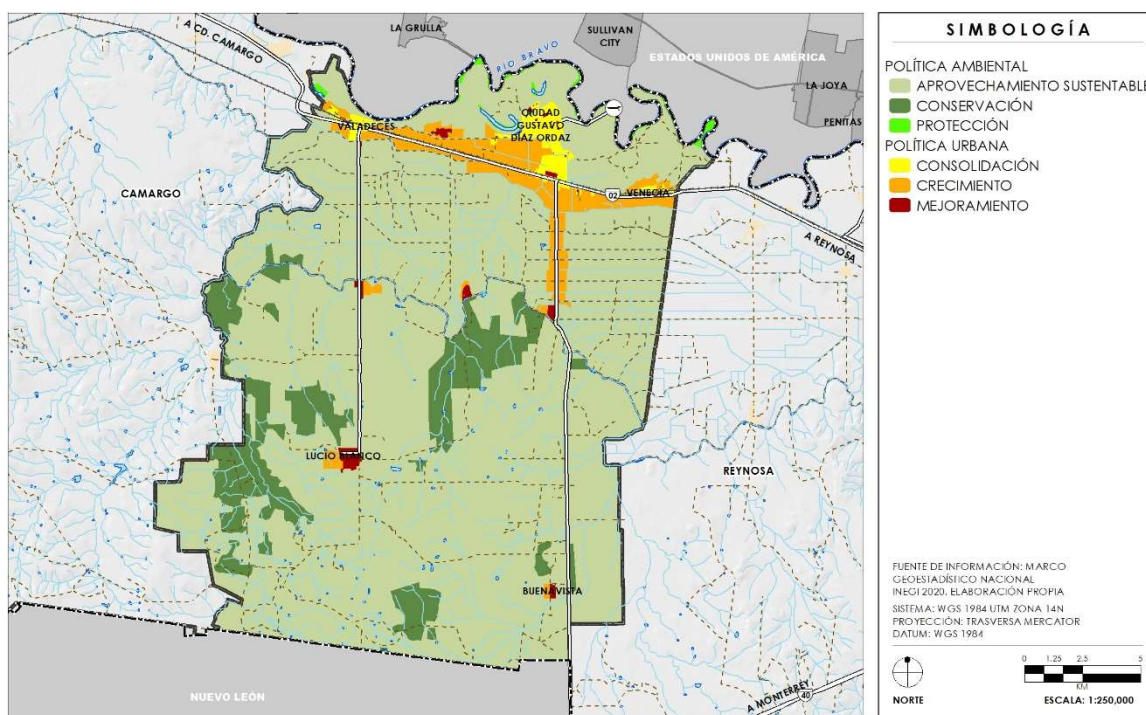 A CD. CAMARGO
LA GRULLA
SULLIVAN
CITY
RÍO BRAVO
ESTADOS UNIDOS DE AMÉRICA
LA JOYA
PENITAS
VALADECES
CIUDAD
GUSTAVO
DÍAZ ORDAZ
CAMARGO
02
VENECIA
A REYNOSA
LUCIO BLANCO
REYNOSA
BUENAVISTA
NUEVO LEÓN
A MONTERREY
40
SIMBOLOGÍA
POLÍTICA AMBIENTAL
APROVECHAMIENTO SUSTENTABLE
CONSERVACIÓN
PROTECCIÓN
POLÍTICA URBANA
CONSOLIDACIÓN
CRECIMIENTO
MEJORAMIENTO
FUENTE DE INFORMACIÓN: MARCO
GEOESTADÍSTICO NACIONAL
INEGI 2020. ELABORACIÓN PROPIA
SISTEMA: WGS 1984 UTM ZONA 14N
PROYECCIÓN: TRASVERSA MERCATOR
DATUM: WGS 1984
NORTE
0 1.25 2.5 5
KM
ESCALA: 1:250,000